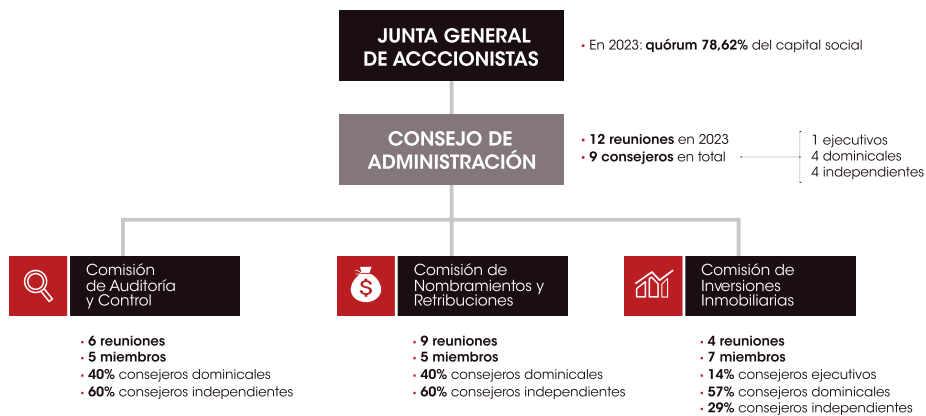 JUNTA GENERAL
DE ACCCIONISTAS
• En 2023: quórum 78,62% del capital social
CONSEJO DE
ADMINISTRACIÓN
• 12 reuniones en 2023
• 9 consejeros en total
1 ejecutivos
4 dominicales
4 independientes
Comisión
de Auditoría
y Control
• 6 reuniones
• 5 miembros
• 40% consejeros dominicales
• 60% consejeros independientes
$
Comisión de
Nombramientos y
Retribuciones
• 9 reuniones
• 5 miembros
• 40% consejeros dominicales
• 60% consejeros independientes
Comisión de
Inversiones
Inmobiliarias
• 4 reuniones
• 7 miembros
• 14% consejeros ejecutivos
• 57% consejeros dominicales
• 29% consejeros independientes